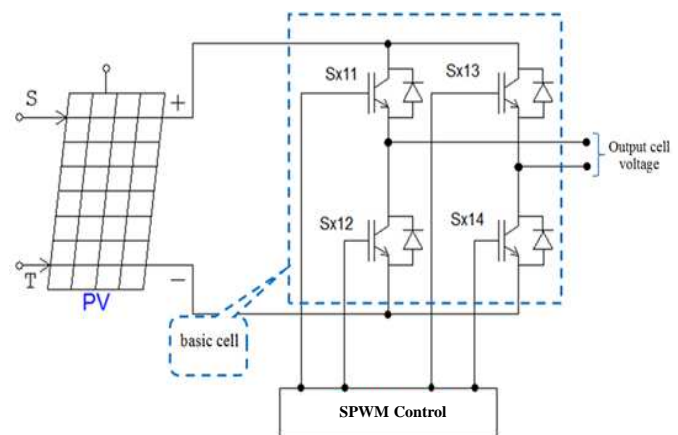 Sx11
Sx13
S
+
Output cell
voltage
Sx12
Sx14
T
−
PV
basic cell
SPWM Control